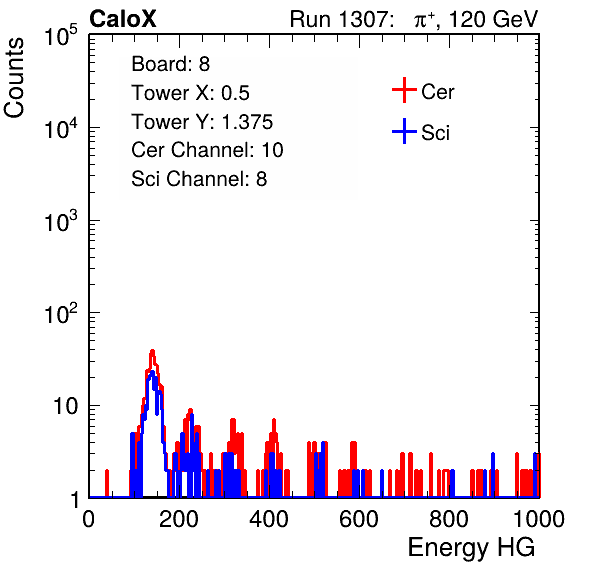 CaloX Run 1307: π⁺, 120 GeV
Counts
10⁵
10⁴
10³
10²
10
1
Board: 8
Tower X: 0.5
Tower Y: 1.375
Cer Channel: 10
Sci Channel: 8
Cer
Sci
0 200 400 600 800 1000
Energy HG